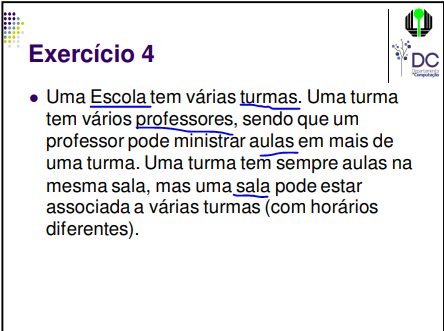 DC
Departamento
de Computação
Exercício 4
Uma Escola tem várias turmas. Uma turma
tem vários professores, sendo que um
professor pode ministrar aulas em mais de
uma turma. Uma turma tem sempre aulas na
mesma sala, mas uma sala pode estar
associada a várias turmas (com horários
diferentes).